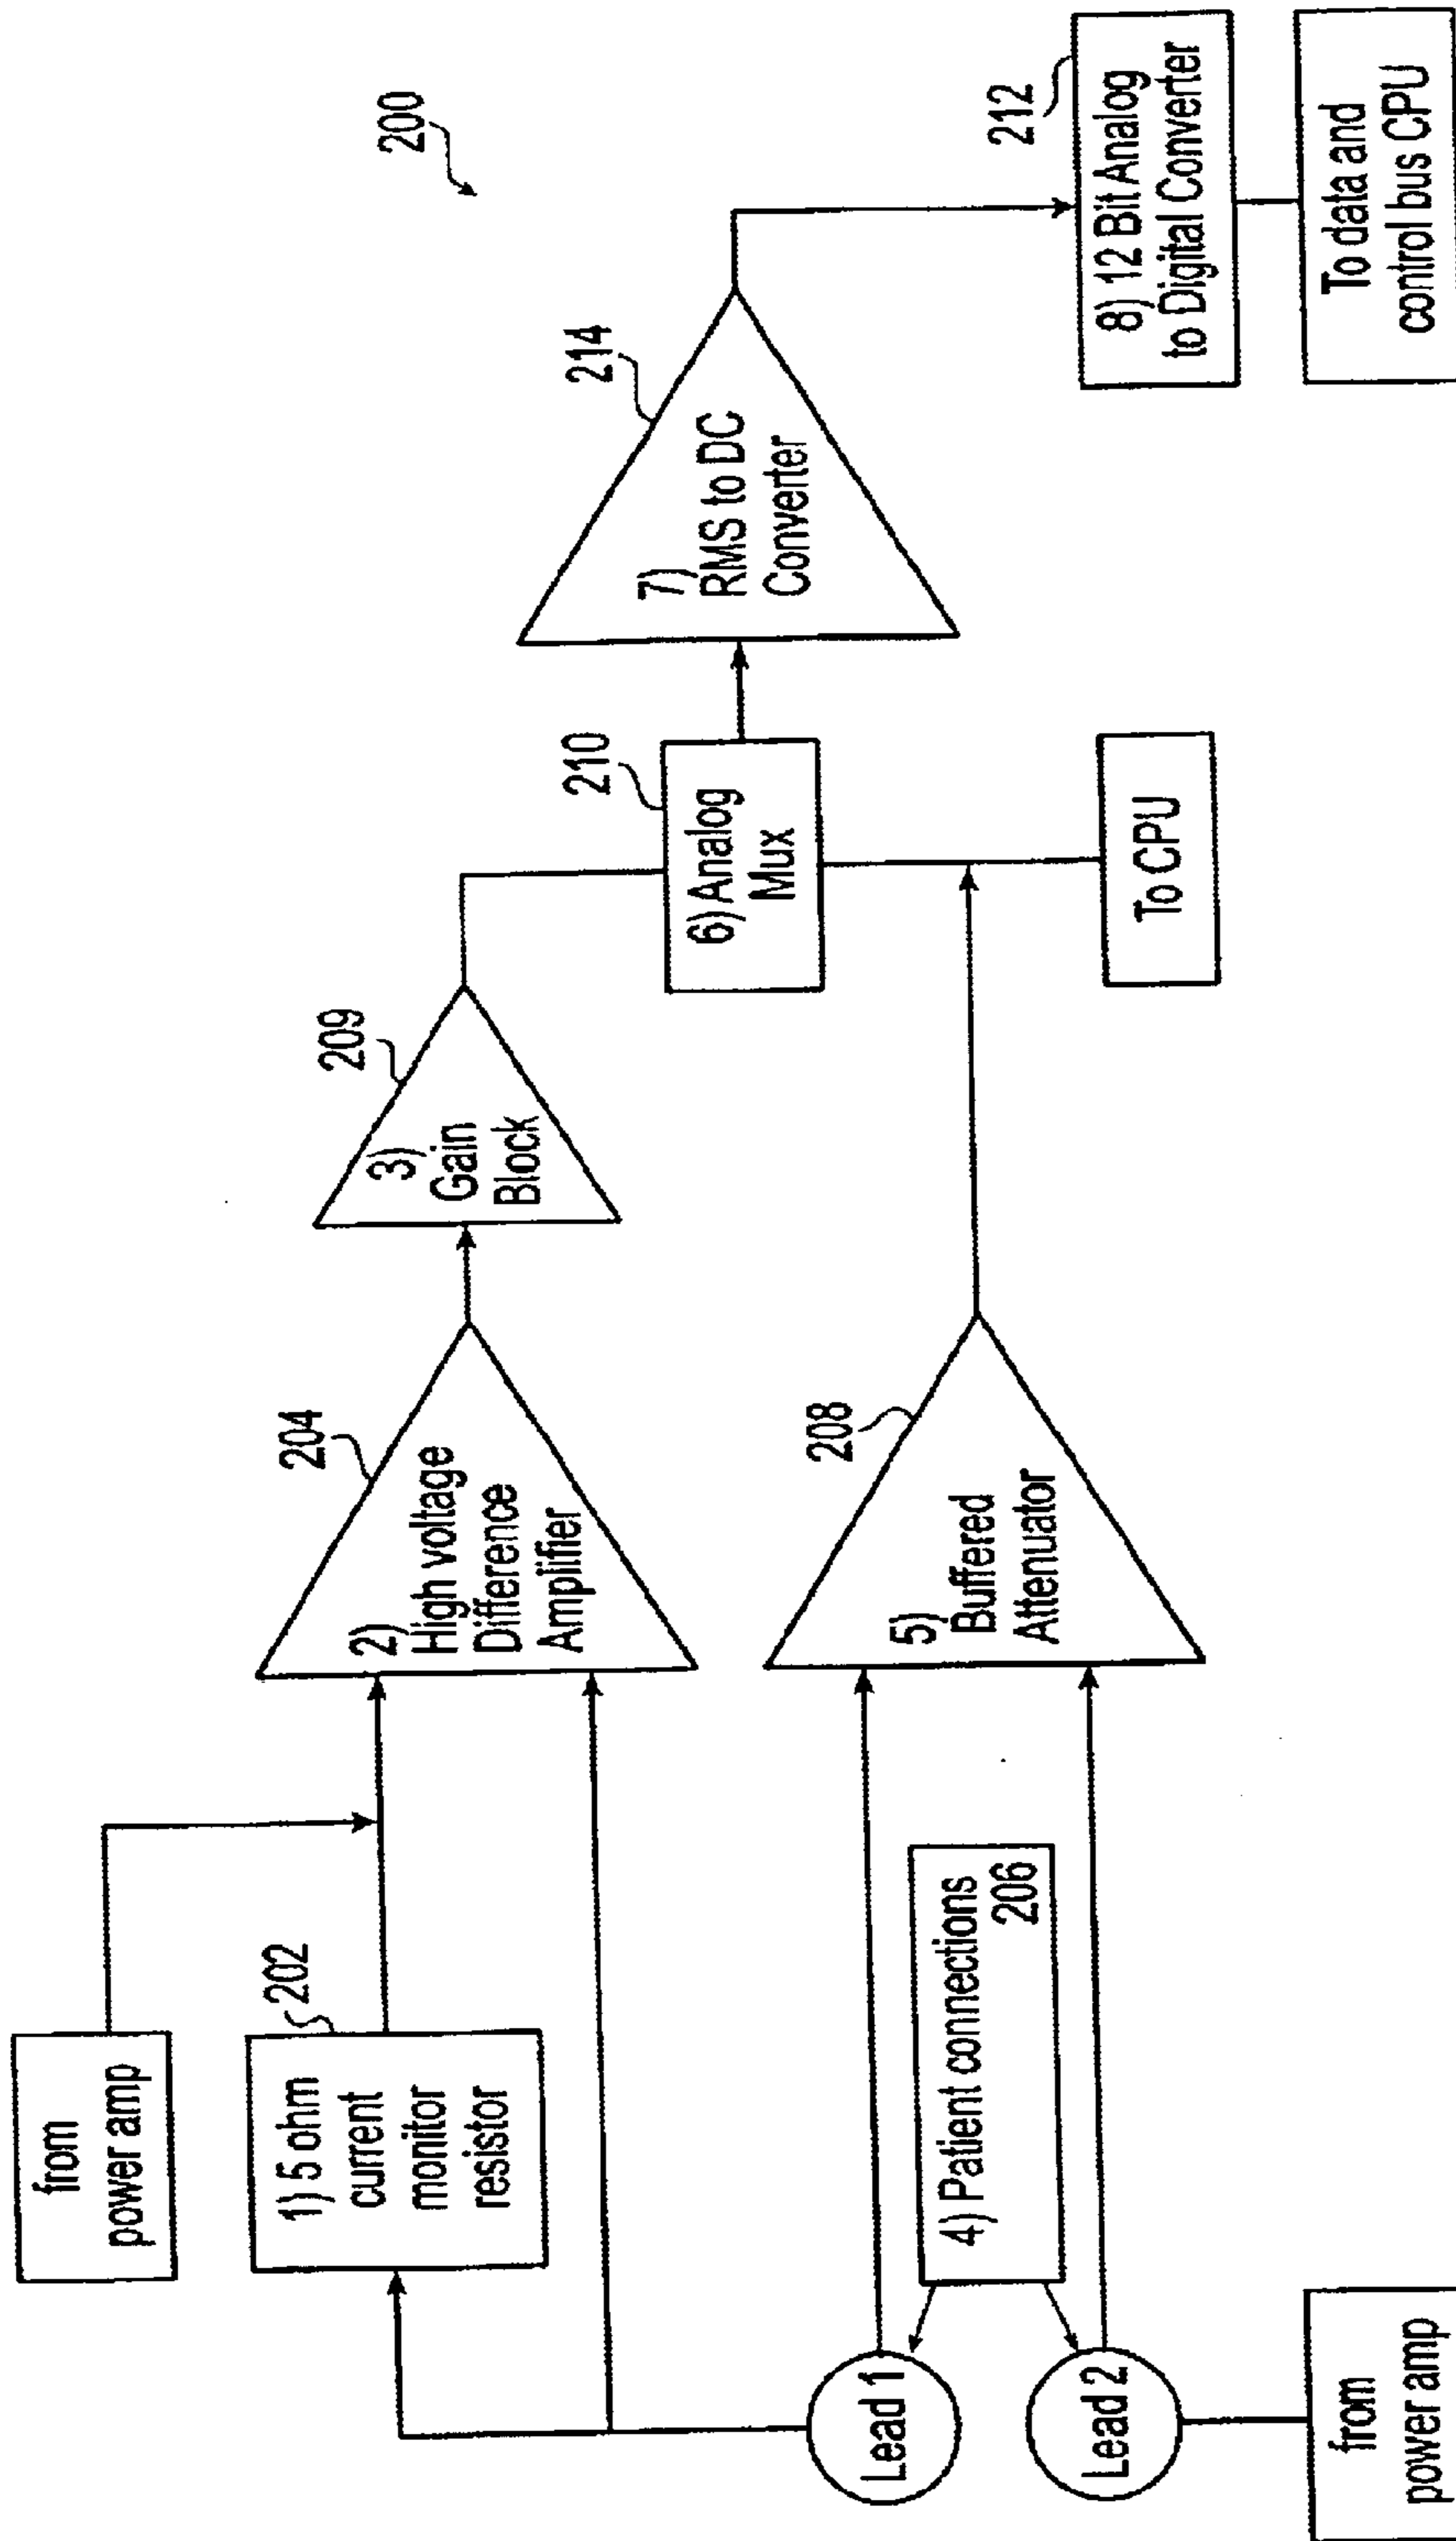 200
from
power amp
202
1) 5 ohm
current
monitor
resistor
204
2)
High voltage
Difference
Amplifier
209
3)
Gain
Block
4) Patient connections
206
Lead 1
Lead 2
from
power amp
208
5)
Buffered
Attenuator
210
6) Analog
Mux
To CPU
214
7)
RMS to DC
Converter
212
8) 12 Bit Analog
to Digital Converter
To data and
control bus CPU